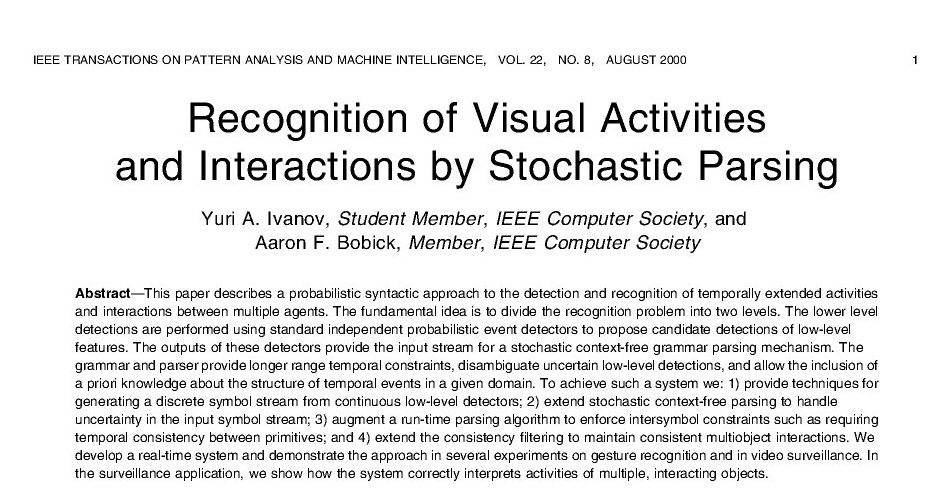 IEEE TRANSACTIONS ON PATTERN ANALYSIS AND MACHINE INTELLIGENCE, VOL. 22, NO. 8, AUGUST 2000 1
Recognition of Visual Activities
and Interactions by Stochastic Parsing
Yuri A. Ivanov, Student Member, IEEE Computer Society, and
Aaron F. Bobick, Member, IEEE Computer Society
Abstract—This paper describes a probabilistic syntactic approach to the detection and recognition of temporally extended activities
and interactions between multiple agents. The fundamental idea is to divide the recognition problem into two levels. The lower level
detections are performed using standard independent probabilistic event detectors to propose candidate detections of low-level
features. The outputs of these detectors provide the input stream for a stochastic context-free grammar parsing mechanism. The
grammar and parser provide longer range temporal constraints, disambiguate uncertain low-level detections, and allow the inclusion of
a priori knowledge about the structure of temporal events in a given domain. To achieve such a system we: 1) provide techniques for
generating a discrete symbol stream from continuous low-level detectors; 2) extend stochastic context-free parsing to handle
uncertainty in the input symbol stream; 3) augment a run-time parsing algorithm to enforce intersymbol constraints such as requiring
temporal consistency between primitives; and 4) extend the consistency filtering to maintain consistent multiobject interactions. We
develop a real-time system and demonstrate the approach in several experiments on gesture recognition and in video surveillance. In
the surveillance application, we show how the system correctly interprets activities of multiple, interacting objects.